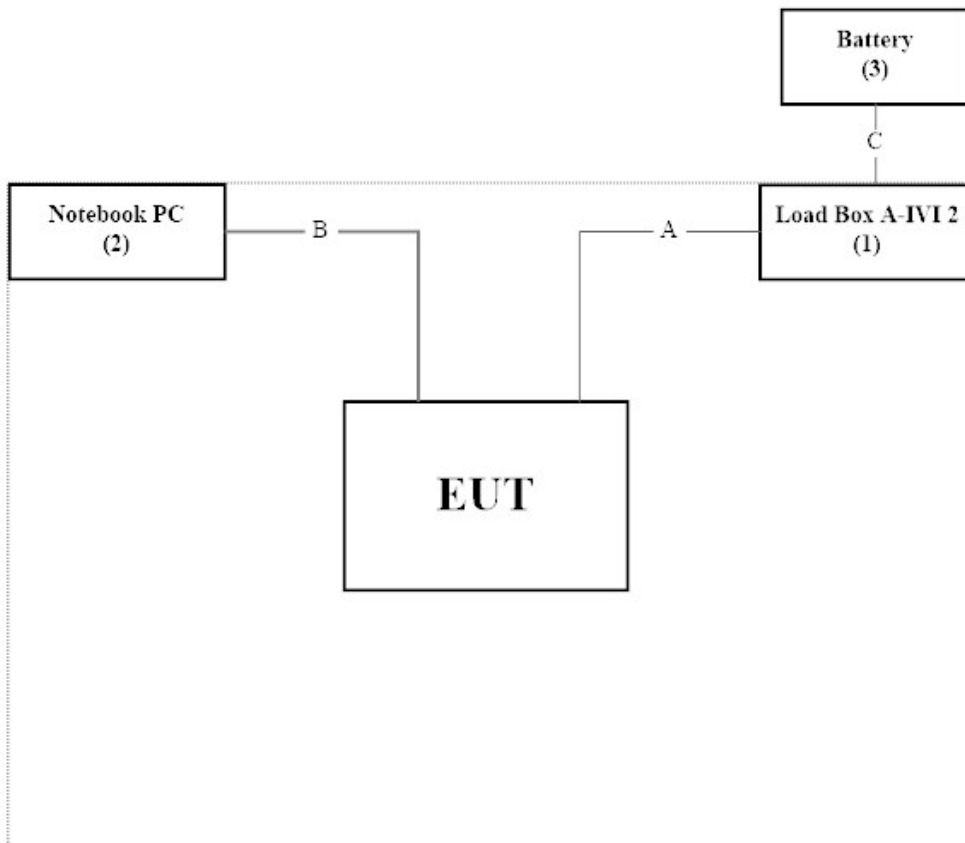 Battery
(3)
C
Notebook PC
(2)
B
A
Load Box A-IVI 2
(1)
EUT